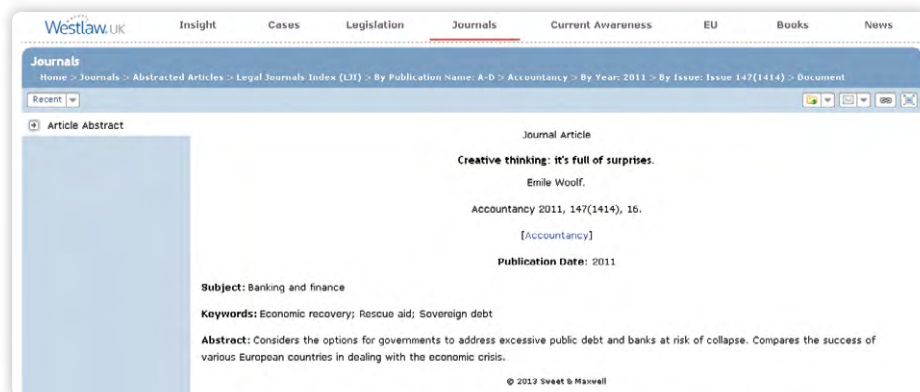 Westlaw.UK Insight Cases Legislation Journals Current Awareness EU Books News
Journals
Home > Journals > Abstracted Articles > Legal Journals Index (LJI) > By Publication Name: A-D > Accountancy > By Year: 2011 > By Issue: Issue 147(1414) > Document
Recent
Article Abstract
Journal Article
Creative thinking: it's full of surprises.
Emile Woolf.
Accountancy 2011, 147(1414), 16.
[Accountancy]
Publication Date: 2011
Subject: Banking and finance
Keywords: Economic recovery; Rescue aid; Sovereign debt
Abstract: Considers the options for governments to address excessive public debt and banks at risk of collapse. Compares the success of
various European countries in dealing with the economic crisis.
© 2013 Sweet & Maxwell